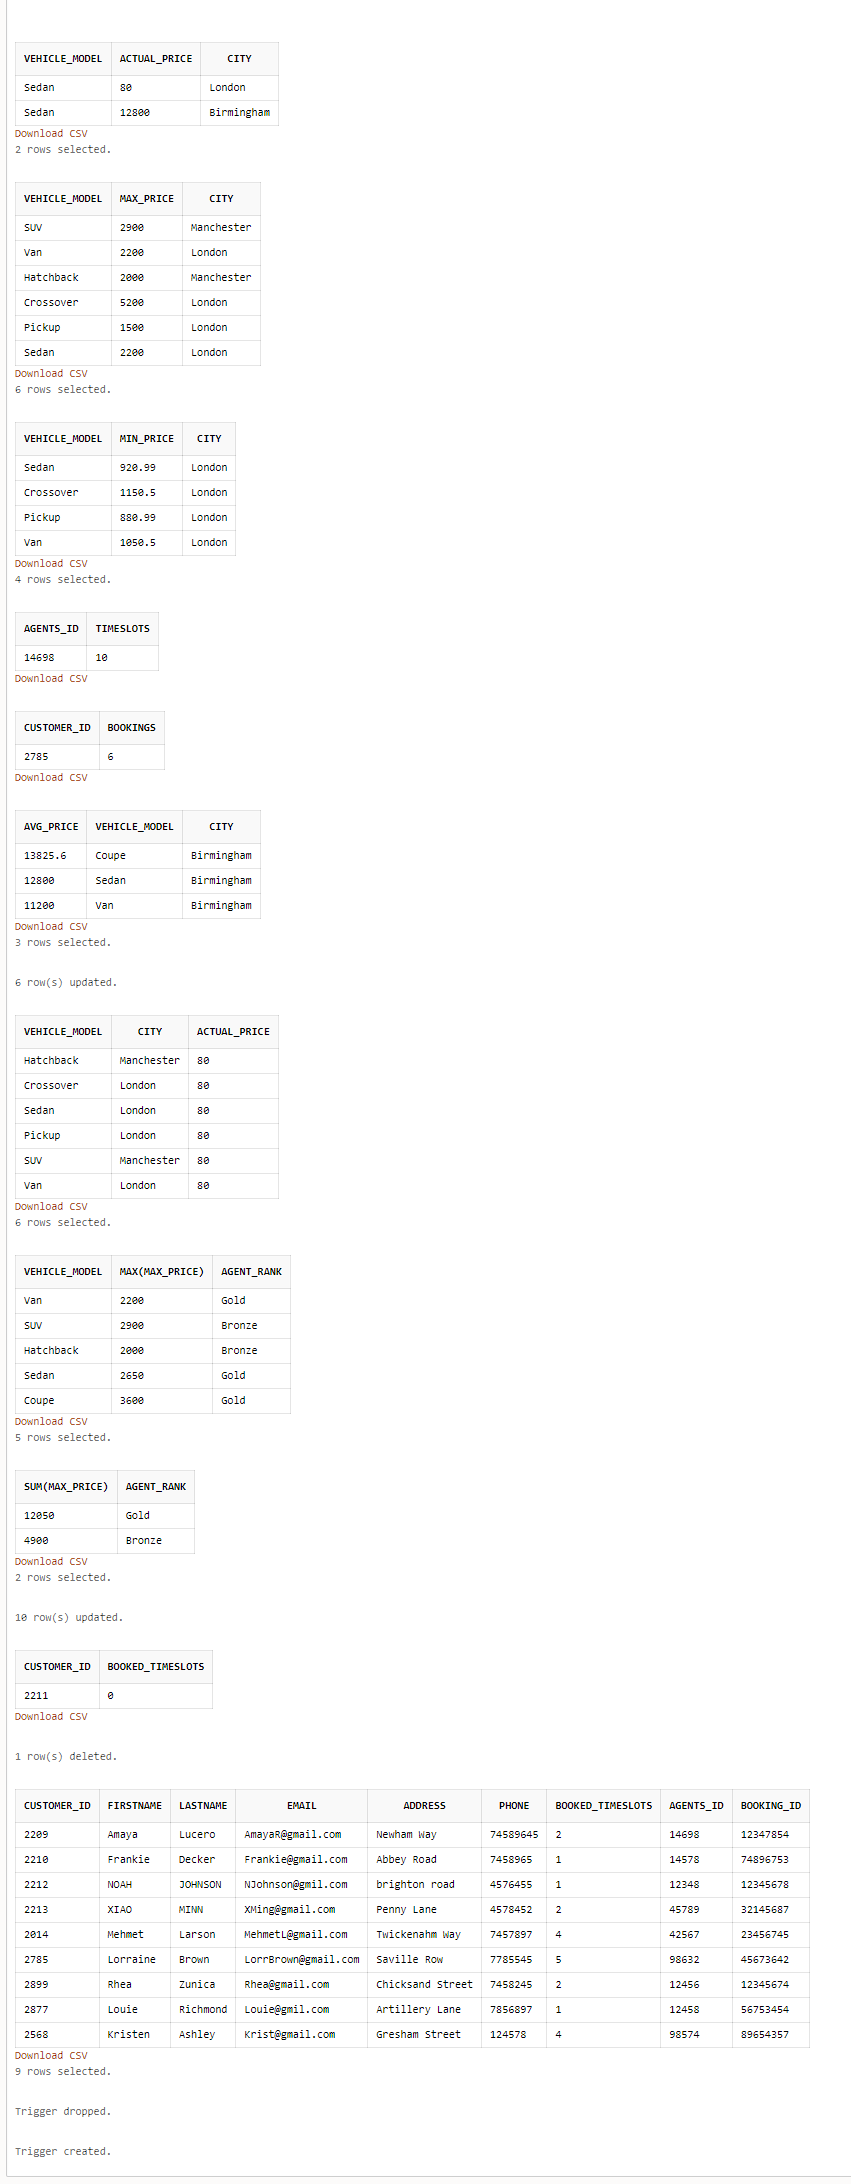 VEHICLE_MODEL ACTUAL_PRICE CITY
Sedan 80 London
Sedan 12800 Birmingham
Download CSV
2 rows selected.
VEHICLE_MODEL MAX_PRICE CITY
SUV 2900 Manchester
Van 2200 London
Hatchback 2000 Manchester
Crossover 5200 London
Pickup 1500 London
Sedan 2200 London
Download CSV
6 rows selected.
VEHICLE_MODEL MIN_PRICE CITY
Sedan 920.99 London
Crossover 1150.5 London
Pickup 880.99 London
Van 1050.5 London
Download CSV
4 rows selected.
AGENTS_ID TIMESLOTS
14698 10
Download CSV
CUSTOMER_ID BOOKINGS
2785 6
Download CSV
AVG_PRICE VEHICLE_MODEL CITY
13825.6 Coupe Birmingham
12800 Sedan Birmingham
11200 Van Birmingham
Download CSV
3 rows selected.
6 row(s) updated.
VEHICLE_MODEL CITY ACTUAL_PRICE
Hatchback Manchester 80
Crossover London 80
Sedan London 80
Pickup London 80
SUV Manchester 80
Van London 80
Download CSV
6 rows selected.
VEHICLE_MODEL MAX(MAX_PRICE) AGENT_RANK
Van 2200 Gold
SUV 2900 Bronze
Hatchback 2000 Bronze
Sedan 2650 Gold
Coupe 3600 Gold
Download CSV
5 rows selected.
SUM(MAX_PRICE) AGENT_RANK
12050 Gold
4900 Bronze
Download CSV
2 rows selected.
10 row(s) updated.
CUSTOMER_ID BOOKED_TIMESLOTS
2211 0
Download CSV
1 row(s) deleted.
CUSTOMER_ID FIRSTNAME LASTNAME EMAIL ADDRESS PHONE BOOKED_TIMESLOTS AGENTS_ID BOOKING_ID
2209 Amaya Lucero AmayaR@gmail.com Newham Way 74589645 2 14698 12347854
2210 Frankie Decker Frankie@gmail.com Abbey Road 7458965 1 14578 74896753
2212 NOAH JOHNSON NJohnson@gmil.com brighton road 4576455 1 12348 12345678
2213 XIAO MINN XMing@gmail.com Penny Lane 4578452 2 45789 32145687
2014 Mehmet Larson MehmetL@gmail.com Twickenahm Way 7457897 4 42567 23456745
2785 Lorraine Brown LorrBrown@gmail.com Saville Row 7785545 5 98632 45673642
2899 Rhea Zunica Rhea@gmail.com Chicksand Street 7458245 2 12456 12345674
2877 Louie Richmond Louie@gmil.com Artillery Lane 7856897 1 12458 56753454
2568 Kristen Ashley Krist@gmail.com Gresham Street 124578 4 98574 89654357
Download CSV
9 rows selected.
Trigger dropped.
Trigger created.